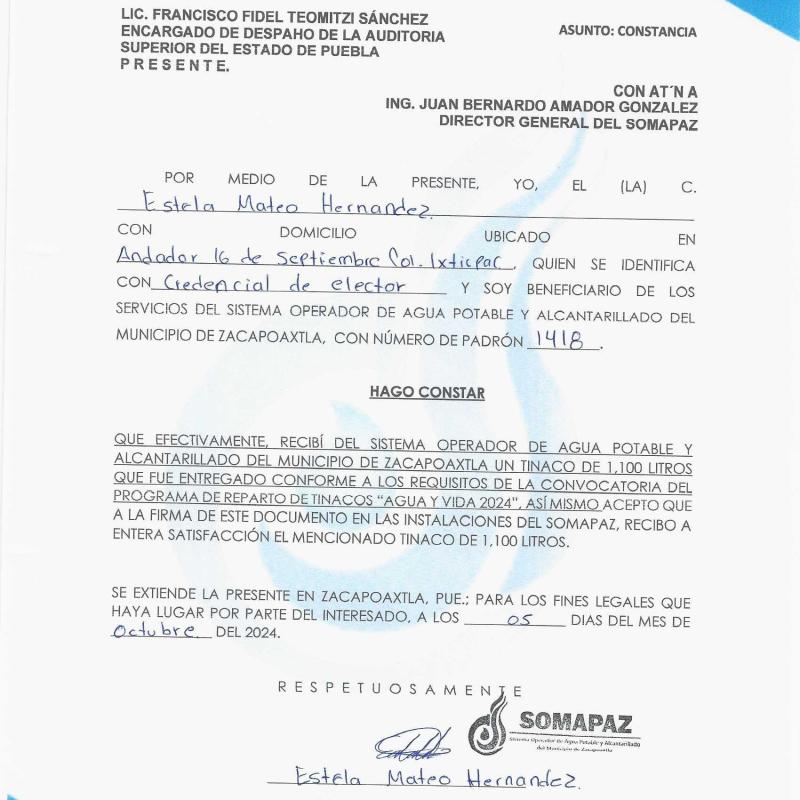 LIC. FRANCISCO FIDEL TEOMITZI SÁNCHEZ
ENCARGADO DE DESPAHO DE LA AUDITORIA
SUPERIOR DEL ESTADO DE PUEBLA
P R E S E N T E.
ASUNTO: CONSTANCIA
CON AT´N A
ING. JUAN BERNARDO AMADOR GONZALEZ
DIRECTOR GENERAL DEL SOMAPAZ
POR MEDIO DE LA PRESENTE, YO, EL (LA) C.
Estela Mateo Hernandez.
CON DOMICILIO UBICADO EN
Andador 16 de Septiembre Col. Ixticpac, QUIEN SE IDENTIFICA
CON Credencial de elector Y SOY BENEFICIARIO DE LOS
SERVICIOS DEL SISTEMA OPERADOR DE AGUA POTABLE Y ALCANTARILLADO DEL
MUNICIPIO DE ZACAPOAXTLA, CON NÚMERO DE PADRÓN 1418.
HAGO CONSTAR
QUE EFECTIVAMENTE, RECIBÍ DEL SISTEMA OPERADOR DE AGUA POTABLE Y
ALCANTARILLADO DEL MUNICIPIO DE ZACAPOAXTLA UN TINACO DE 1,100 LITROS
QUE FUE ENTREGADO CONFORME A LOS REQUISITOS DE LA CONVOCATORIA DEL
PROGRAMA DE REPARTO DE TINACOS "AGUA Y VIDA 2024", ASÍ MISMO ACEPTO QUE
A LA FIRMA DE ESTE DOCUMENTO EN LAS INSTALACIONES DEL SOMAPAZ, RECIBO A
ENTERA SATISFACCIÓN EL MENCIONADO TINACO DE 1,100 LITROS.
SE EXTIENDE LA PRESENTE EN ZACAPOAXTLA, PUE.; PARA LOS FINES LEGALES QUE
HAYA LUGAR POR PARTE DEL INTERESADO, A LOS 05 DIAS DEL MES DE
Octubre DEL 2024.
R E S P E T U O S A M E N T E
SOMAPAZ
Sistema Operador de Agua Potable y Alcantarillado
del Municipio de Zacapoaxtla
Estela Mateo Hernandez.